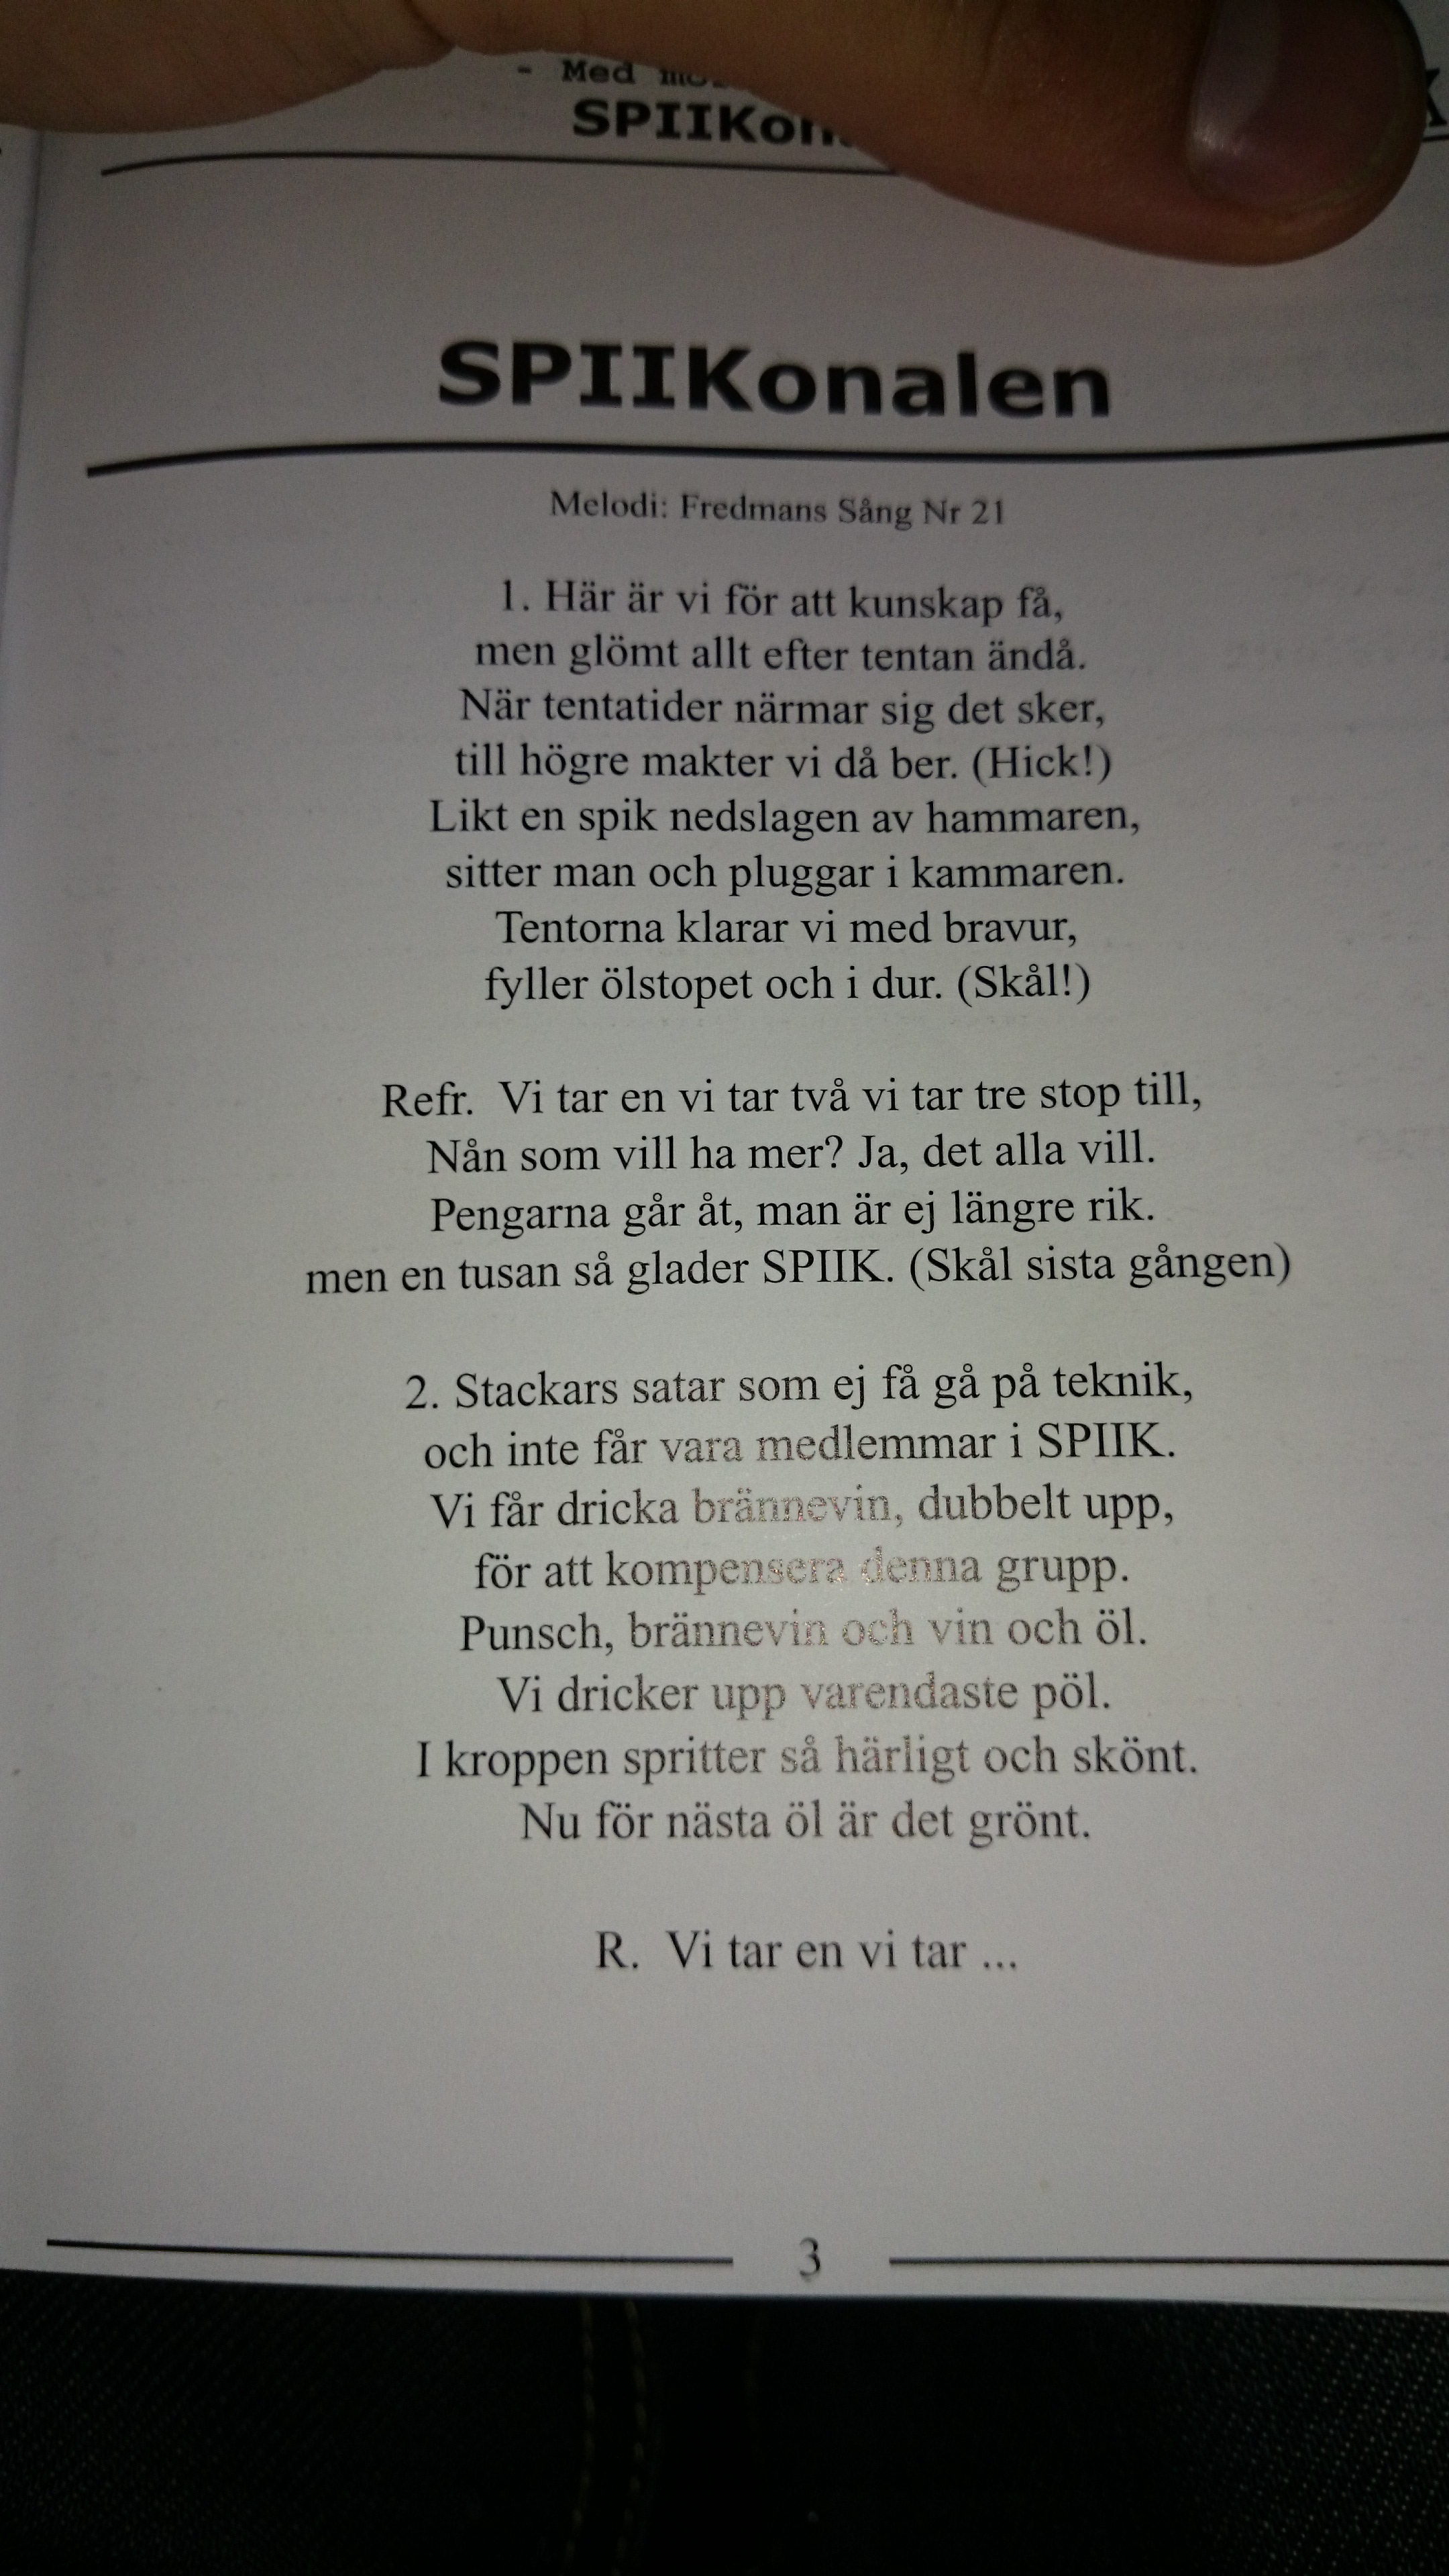 - Med
SPIIKon
SPIIKonalen
Melodi: Fredmans Sång Nr 21
1. Här är vi för att kunskap få,
men glömt allt efter tentan ändå.
När tentatider närmar sig det sker,
till högre makter vi då ber. (Hick!)
Likt en spik nedslagen av hammaren,
sitter man och pluggar i kammaren.
Tentorna klarar vi med bravur,
fyller ölstopet och i dur. (Skål!)
Refr. Vi tar en vi tar två vi tar tre stop till,
Nån som vill ha mer? Ja, det alla vill.
Pengarna går åt, man är ej längre rik.
men en tusan så glader SPIIK. (Skål sista gången)
2. Stackars satar som ej få gå på teknik,
och inte får vara medlemmar i SPIIK.
Vi får dricka brännevin, dubbelt upp,
för att kompensera denna grupp.
Punsch, brännevin och vin och öl.
Vi dricker upp varendaste pöl.
I kroppen spritter så härligt och skönt.
Nu för nästa öl är det grönt.
R. Vi tar en vi tar ...
3